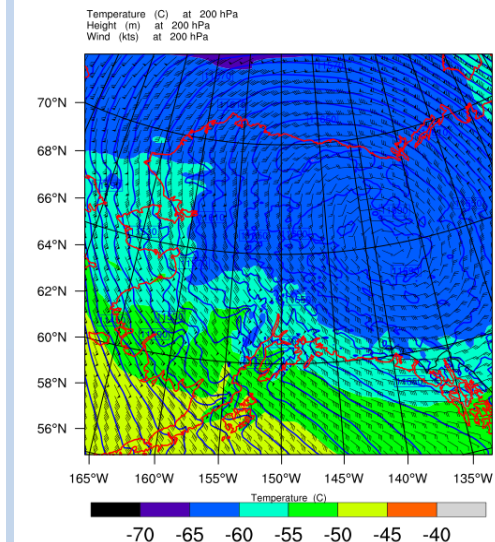 Temperature (C) at 200 hPa
Height (m) at 200 hPa
Wind (kts) at 200 hPa
70°N
68°N
66°N
64°N
62°N
60°N
58°N
56°N
165°W 160°W 155°W 150°W 145°W 140°W 135°W
Temperature (C)
-70 -65 -60 -55 -50 -45 -40